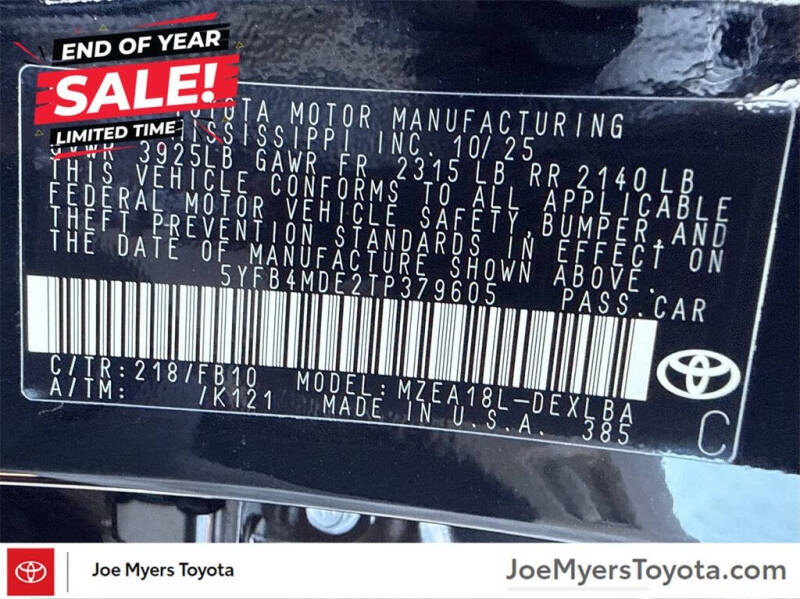 END OF YEAR
SALE!
LIMITED TIME
TOYOTA MOTOR MANUFACTURING
MISSISSIPPI INC. 10/25
GVWR 3925LB GAWR FR 2315 LB RR 2140 LB
THIS VEHICLE CONFORMS TO ALL APPLICABLE
FEDERAL MOTOR VEHICLE SAFETY, BUMPER, AND
THEFT PREVENTION STANDARDS IN EFFECT ON
THE DATE OF MANUFACTURE SHOWN ABOVE.
5YFB4MDE2TP379605 PASS.CAR
C/TR:218/FB10 MODEL:MZEA18L-DEXLBA
A/TM: /K121 MADE IN U.S.A. 385
C
Joe Myers Toyota
JoeMyersToyota.com